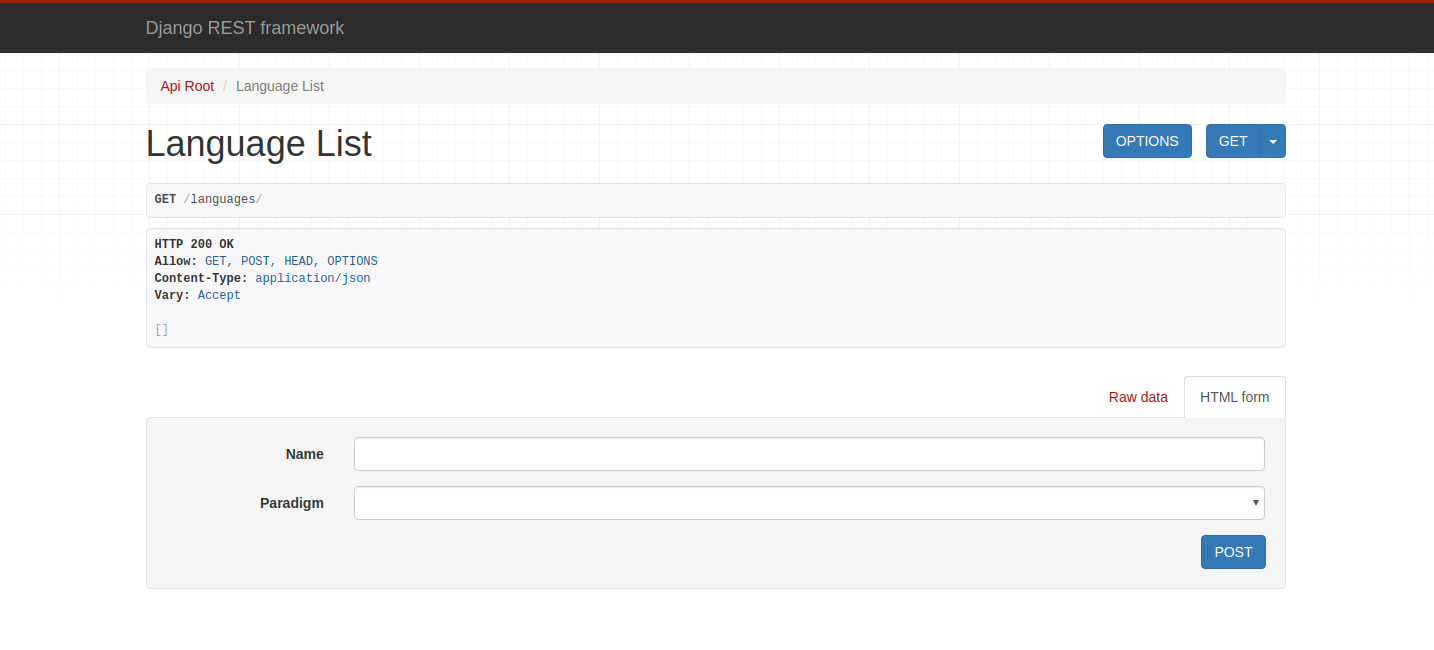 Django REST framework
Api Root / Language List
Language List
OPTIONS
GET
GET /languages/
HTTP 200 OK
Allow: GET, POST, HEAD, OPTIONS
Content-Type: application/json
Vary: Accept
[]
Raw data
HTML form
Name
Paradigm
POST